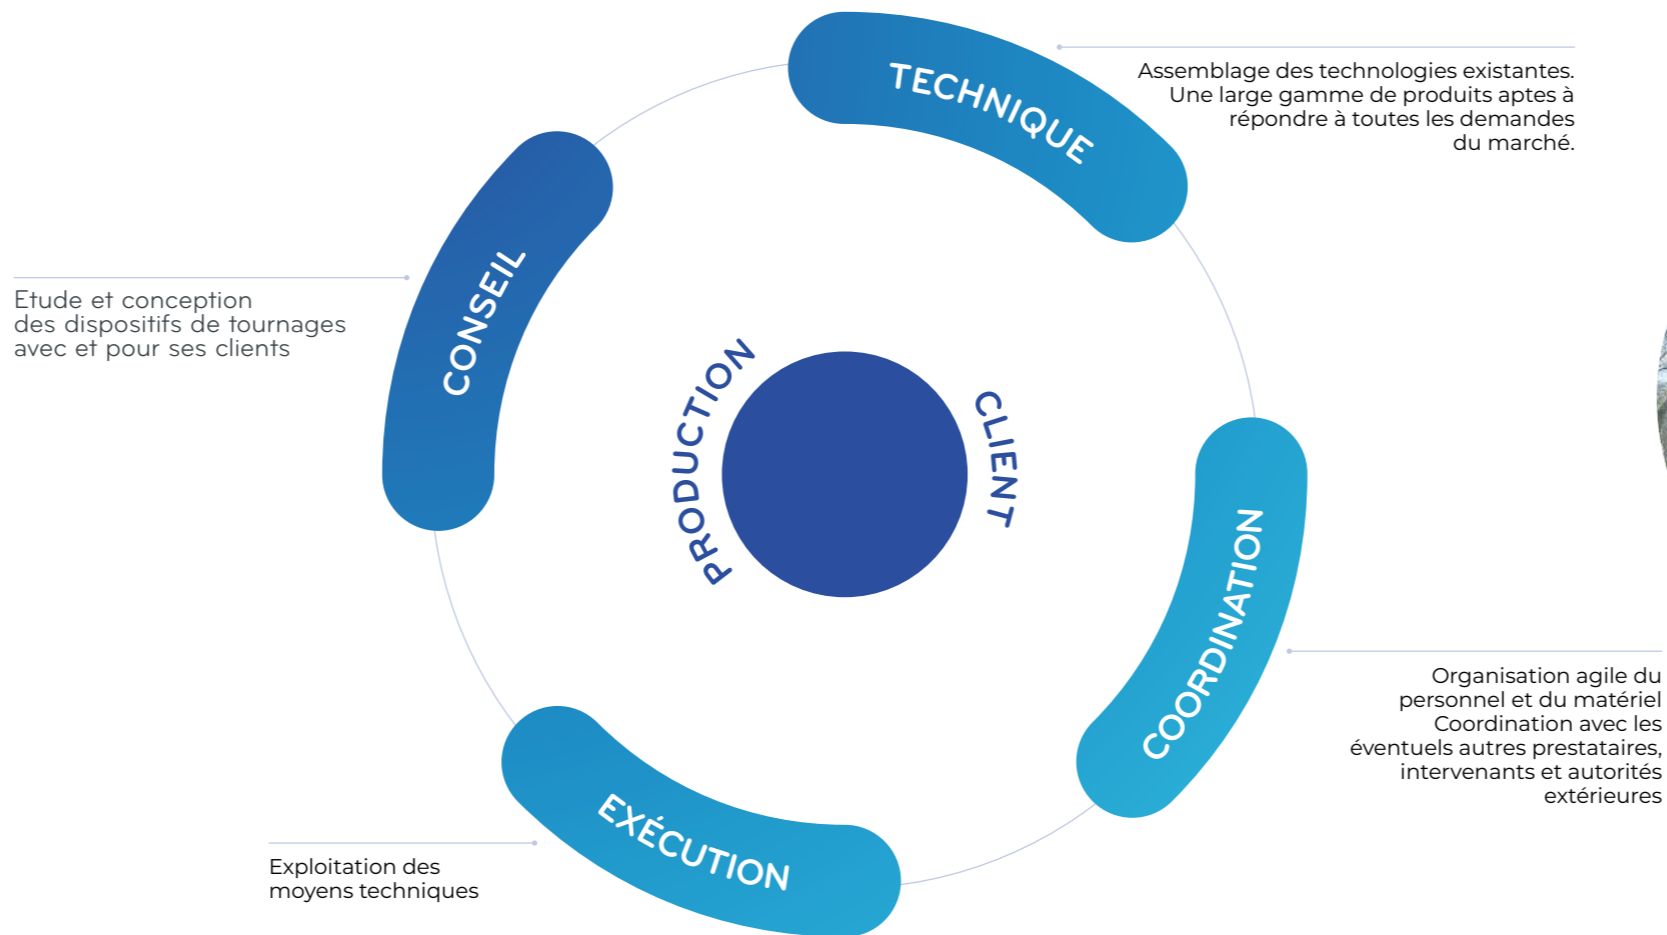 TECHNIQUE
Assemblage des technologies existantes.
Une large gamme de produits aptes à
répondre à toutes les demandes
du marché.
CONSEIL
Etude et conception
des dispositifs de tournages
avec et pour ses clients
PRODUCTION
CLIENT
COORDINATION
Organisation agile du
personnel et du matériel
Coordination avec les
éventuels autres prestataires,
intervenants et autorités
extérieures
EXÉCUTION
Exploitation des
moyens techniques